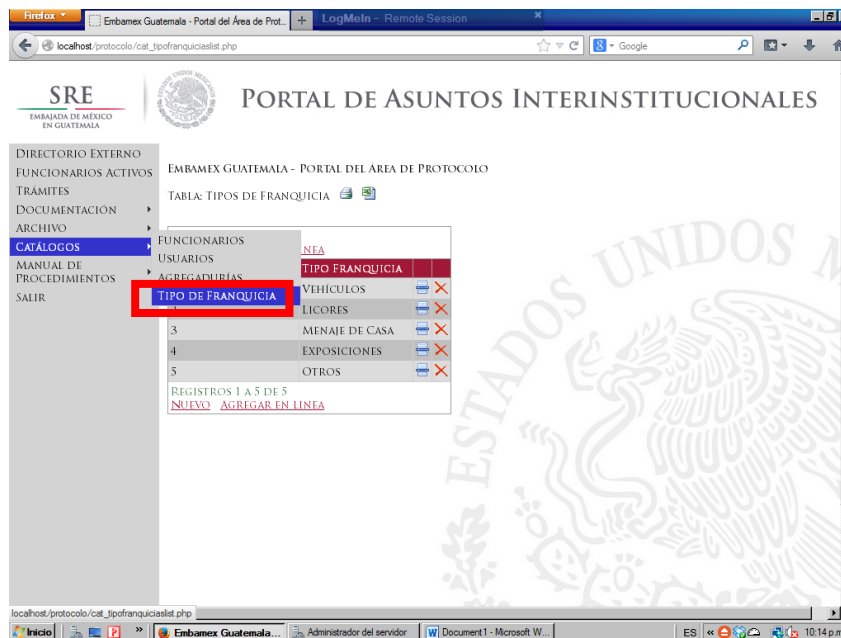 Firefox
Embamex Guatemala - Portal del Área de Prot...
LogMeIn - Remote Session
localhost/protocolo/cat_tipofranquiciaslist.php
Google
SRE
EMBAJADA DE MÉXICO
EN GUATEMALA
PORTAL DE ASUNTOS INTERINSTITUCIONALES
DIRECTORIO EXTERNO
FUNCIONARIOS ACTIVOS
TRÁMITES
DOCUMENTACIÓN
ARCHIVO
CATÁLOGOS
MANUAL DE
PROCEDIMIENTOS
SALIR
EMBAMEX GUATEMALA - PORTAL DEL ÁREA DE PROTOCOLO
TABLA: TIPOS DE FRANQUICIA
FUNCIONARIOS
USUARIOS
AGREGADURÍAS
TIPO DE FRANQUICIA
NEA
TIPO FRANQUICIA
VEHÍCULOS
LICORES
3 MENAJE DE CASA
4 EXPOSICIONES
5 OTROS
REGISTROS 1 A 5 DE 5
NUEVO AGREGAR EN LINEA
ESTADOS UNIDOS
localhost/protocolo/cat_tipofranquiciaslist.php
Inicio
Embamex Guatemala...
Administrador del servidor
Document1 - Microsoft W...
ES
10:14 p.m